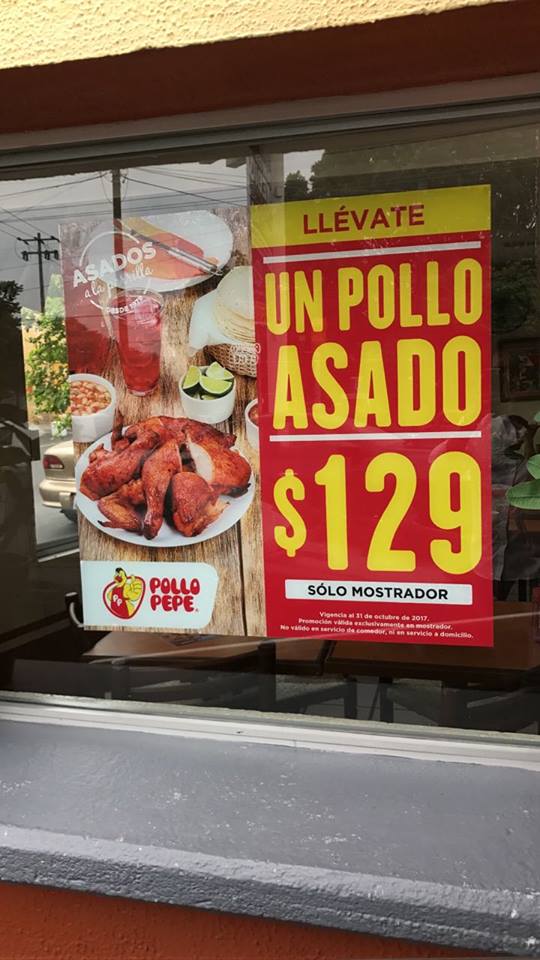 LLÉVATE
UN POLLO
ASADO
$129
SÓLO MOSTRADOR
Vigencia al 31 de octubre de 2017.
Promoción válida exclusivamente en mostrador.
No válido en servicio de comedor, ni en servicio a domicilio.
ASADOS
a la parrilla
DESDE
POLLO
PEPE